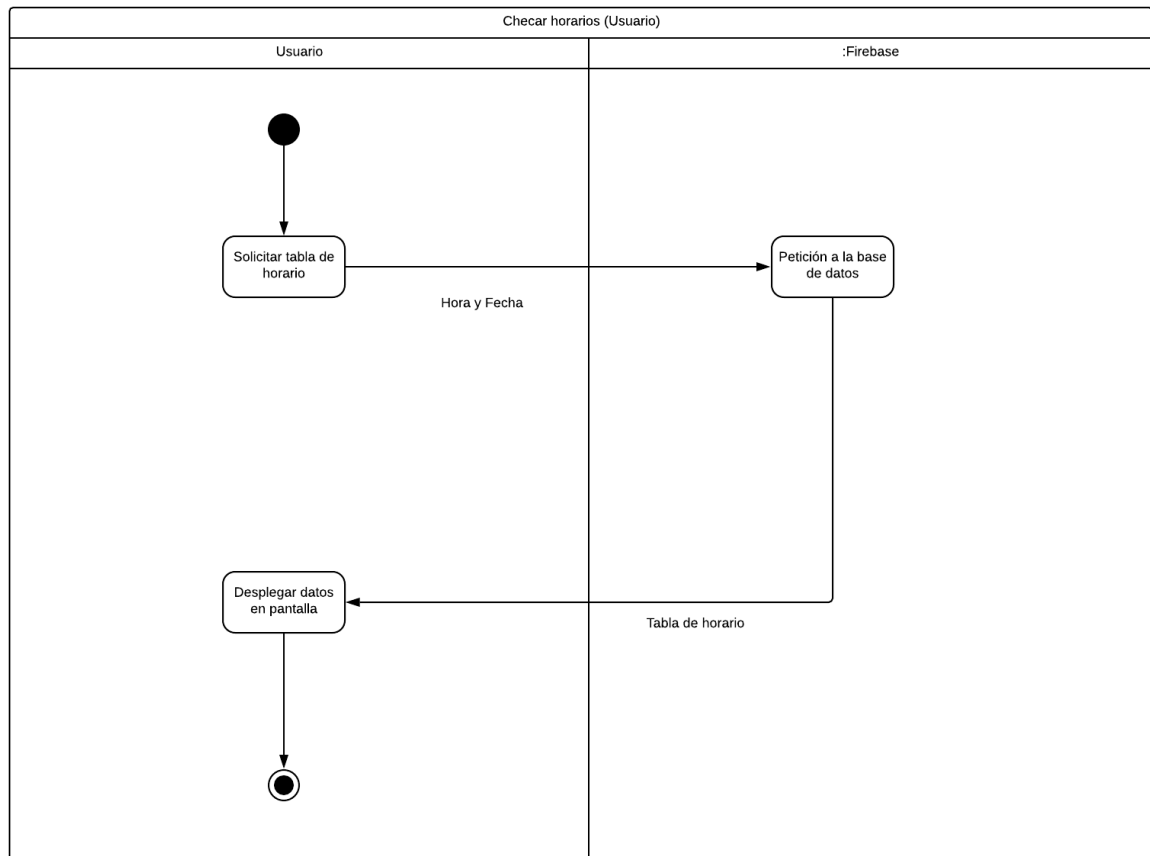 Checar horarios (Usuario)
Usuario
:Firebase
Solicitar tabla de
horario
Petición a la base
de datos
Hora y Fecha
Desplegar datos
en pantalla
Tabla de horario